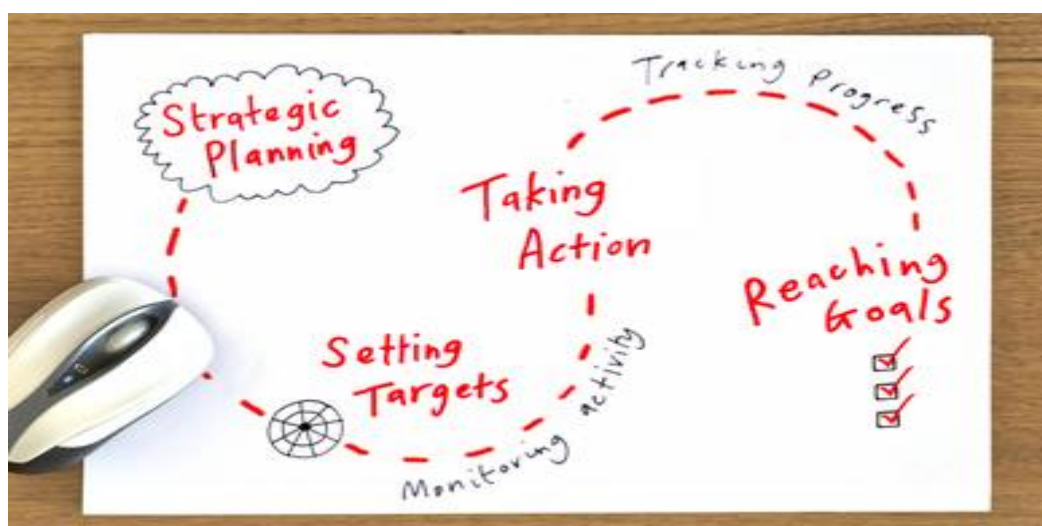 Strategic
Planning
Setting
Targets
Monitoring activity
Taking
Action
Tracking Progress
Reaching
Goals